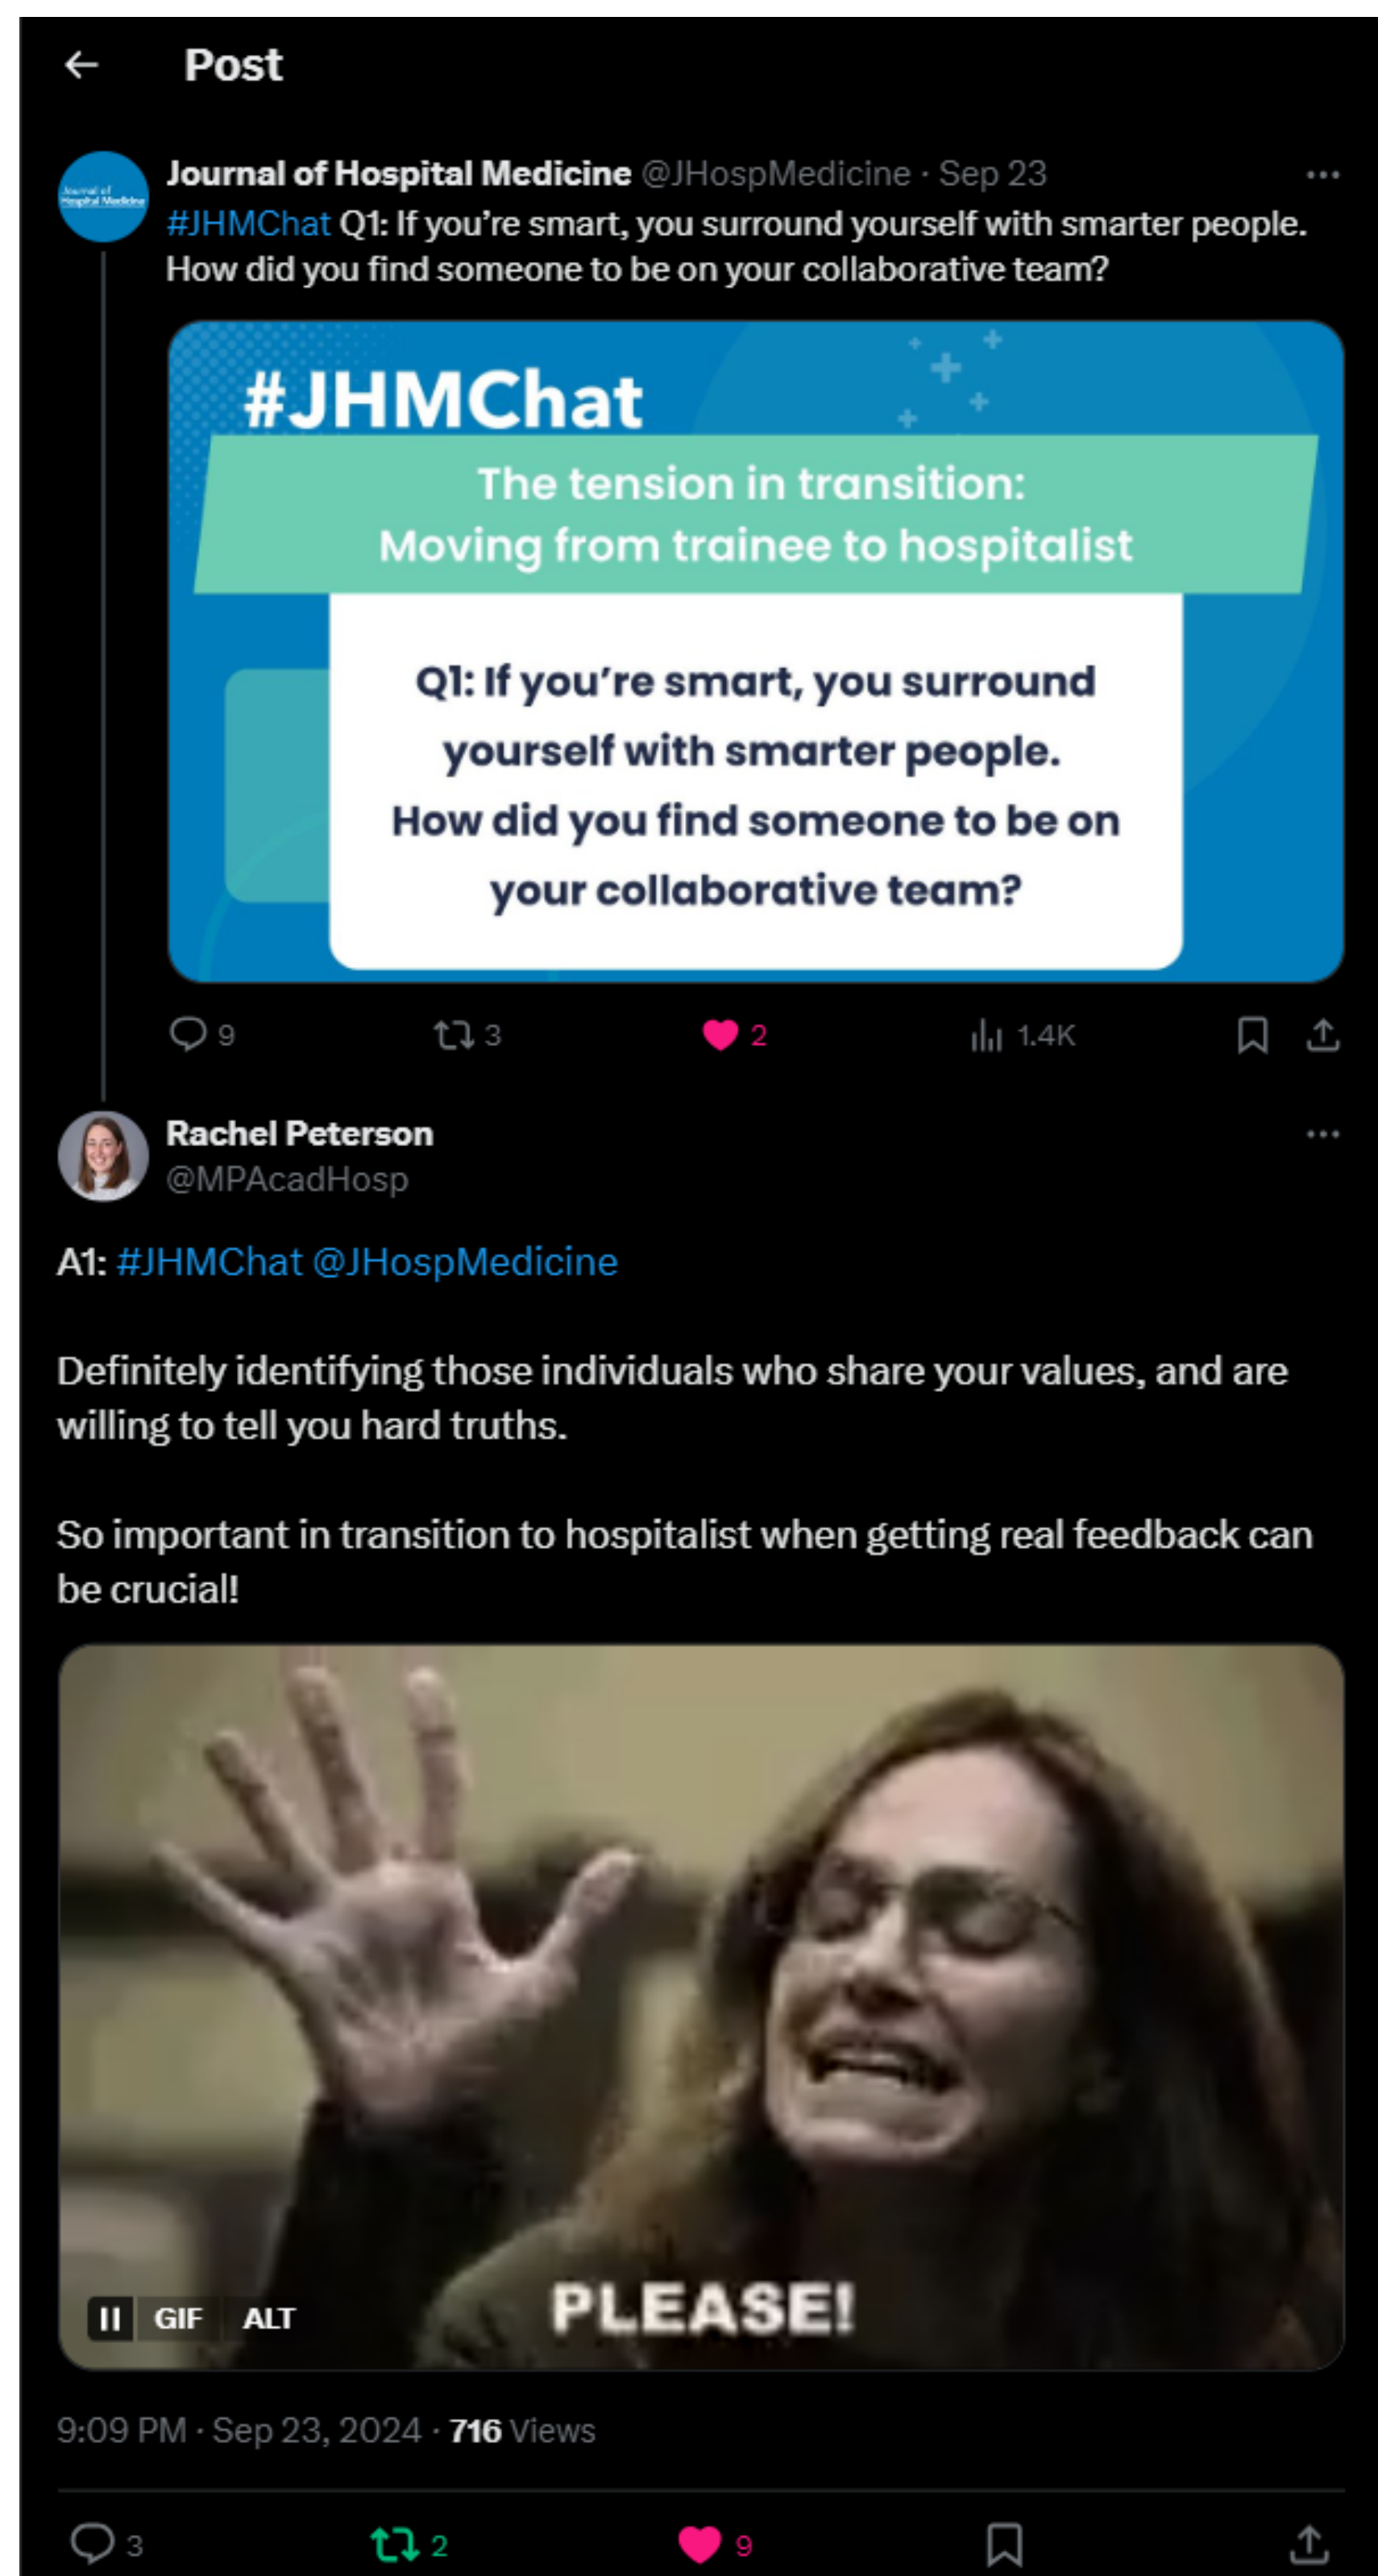 Post
Journal of Hospital Medicine @JHospMedicine · Sep 23
Journal of
Hospital Medicine
#JHMChat Q1: If you’re smart, you surround yourself with smarter people.
How did you find someone to be on your collaborative team?
#JHMChat
The tension in transition:
Moving from trainee to hospitalist
Q1: If you’re smart, you surround
yourself with smarter people.
How did you find someone to be on
your collaborative team?
9 3 2 1.4K
Rachel Peterson
@MPAcadHosp
A1: #JHMChat @JHospMedicine
Definitely identifying those individuals who share your values, and are
willing to tell you hard truths.
So important in transition to hospitalist when getting real feedback can
be crucial!
PLEASE!
GIF ALT
9:09 PM · Sep 23, 2024 · 716 Views
3 2 9